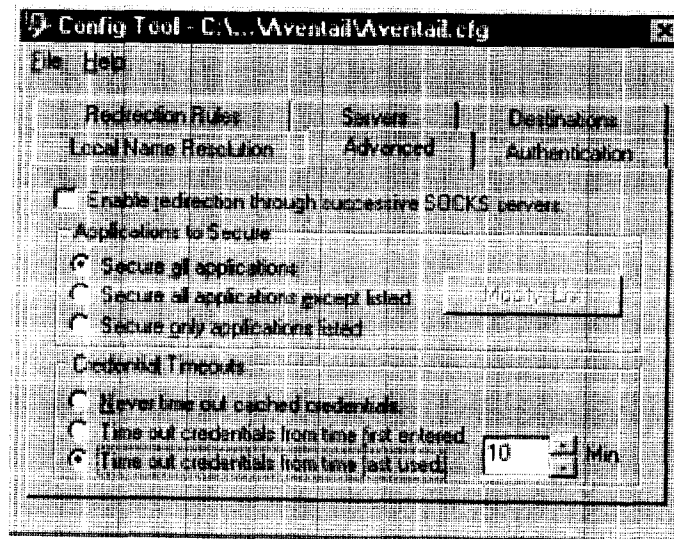 Config Tool - C:\...\Aventail\Aventail.cfg
File Help
Redirection Rules Servers Destinations
Local Name Resolution Advanced Authentication
Enable redirection through successive SOCKS servers.
Applications to Secure
Secure all applications
Secure all applications except listed
Secure only applications listed
Credential Timeouts
Never time out cached credentials.
Time out credentials from time first entered
Time out credentials from time last used
10 Min